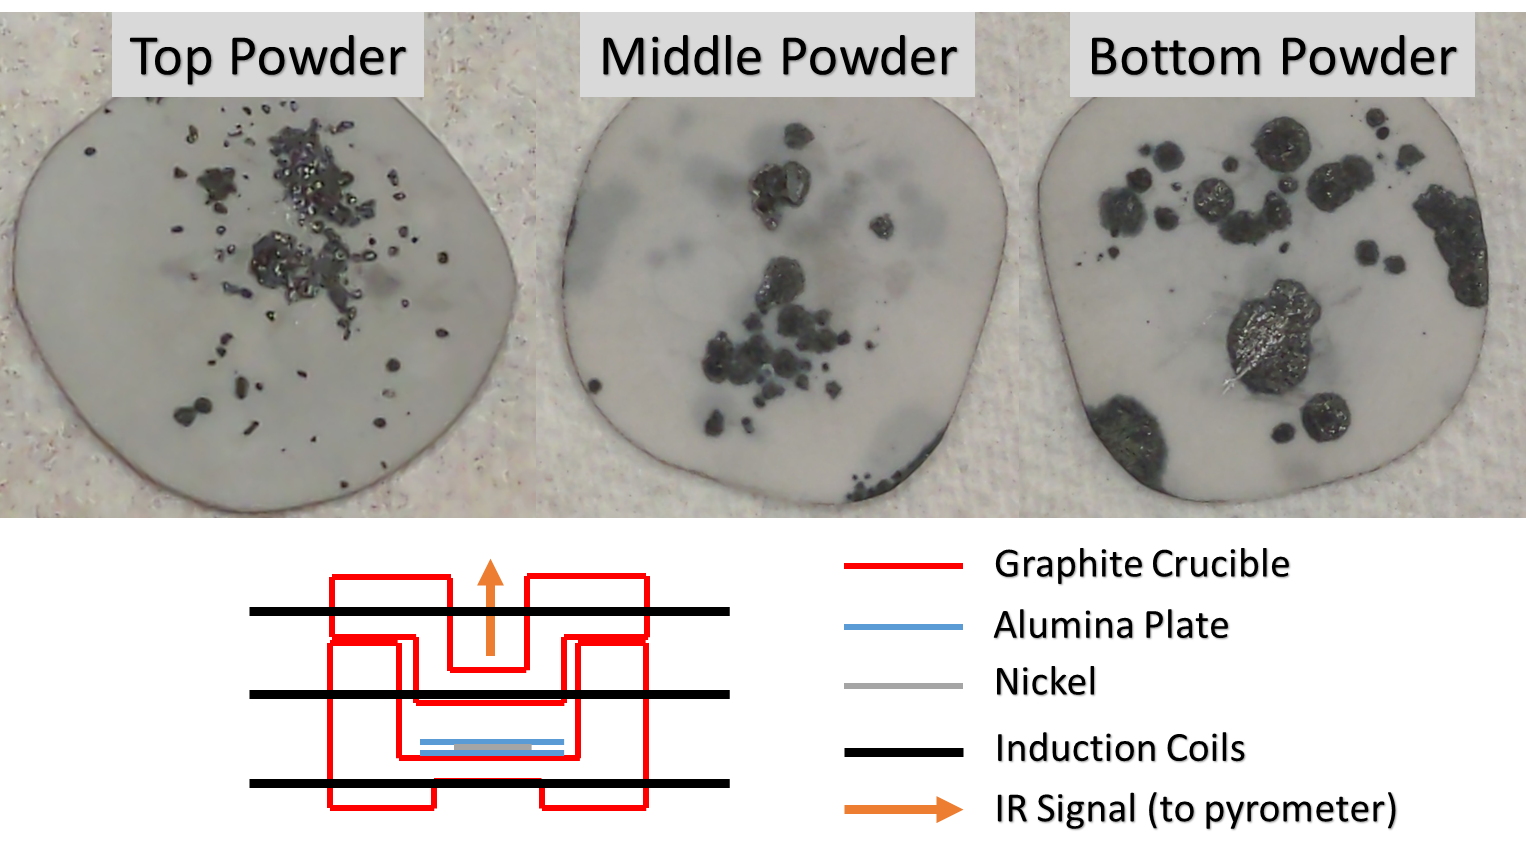 Top Powder
Middle Powder
Bottom Powder
Graphite Crucible
Alumina Plate
Nickel
Induction Coils
IR Signal (to pyrometer)